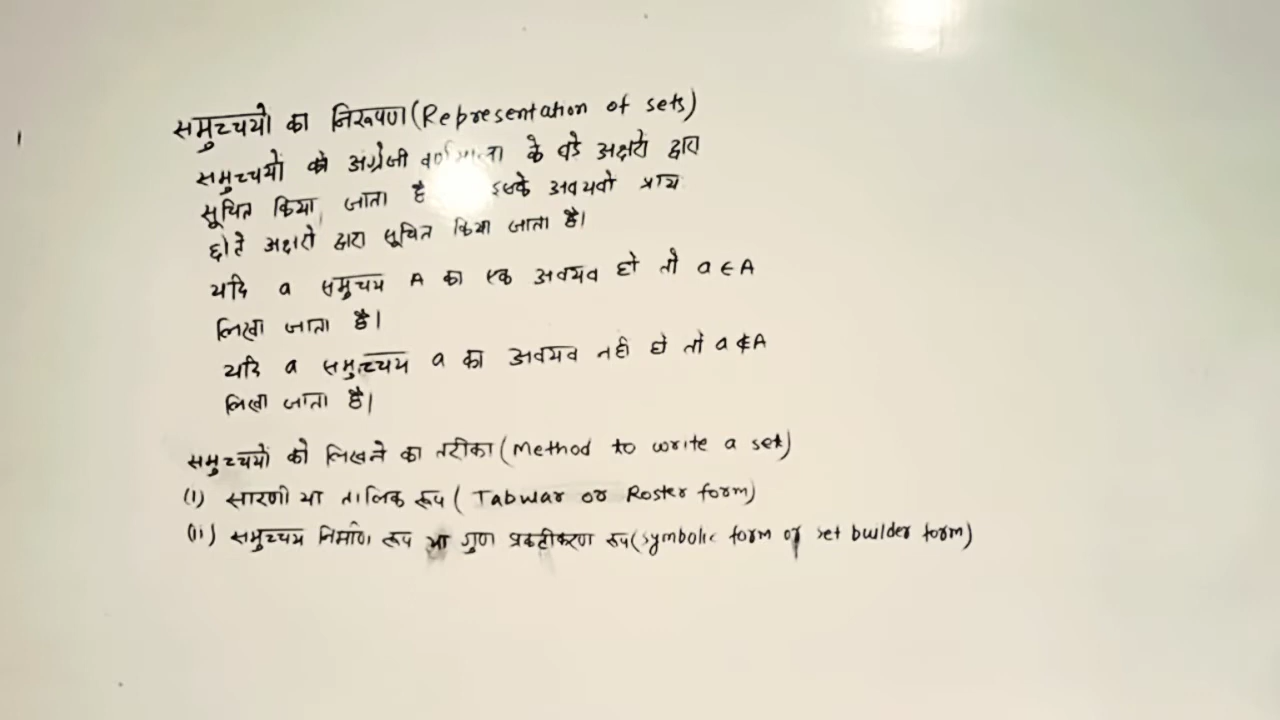 समुच्चयो का निरूपण (Representation of sets)
समुच्चयों को अंग्रेजी वर्णमाला के बडे अक्षरो द्वारा
सूचित किया जाता है इसके अवयवो प्राय
छोटे अक्षरो द्वारा सूचित किया जाता है।
यदि a समुचय A का एक अवयव हो तो a ∈ A
लिखा जाता है।
यदि a समुच्चय a का अवयव नही हो तो a ∉ A
लिखा जाता है।
समुच्चयो को लिखने का तरीका (Method to write a set)
(i) सारणी या तालिक रूप ( Tabular or Roster form)
(ii) समुच्चय निर्माण रूप या गुण प्रकटीकरण रूप (symbolic form or set builder form)